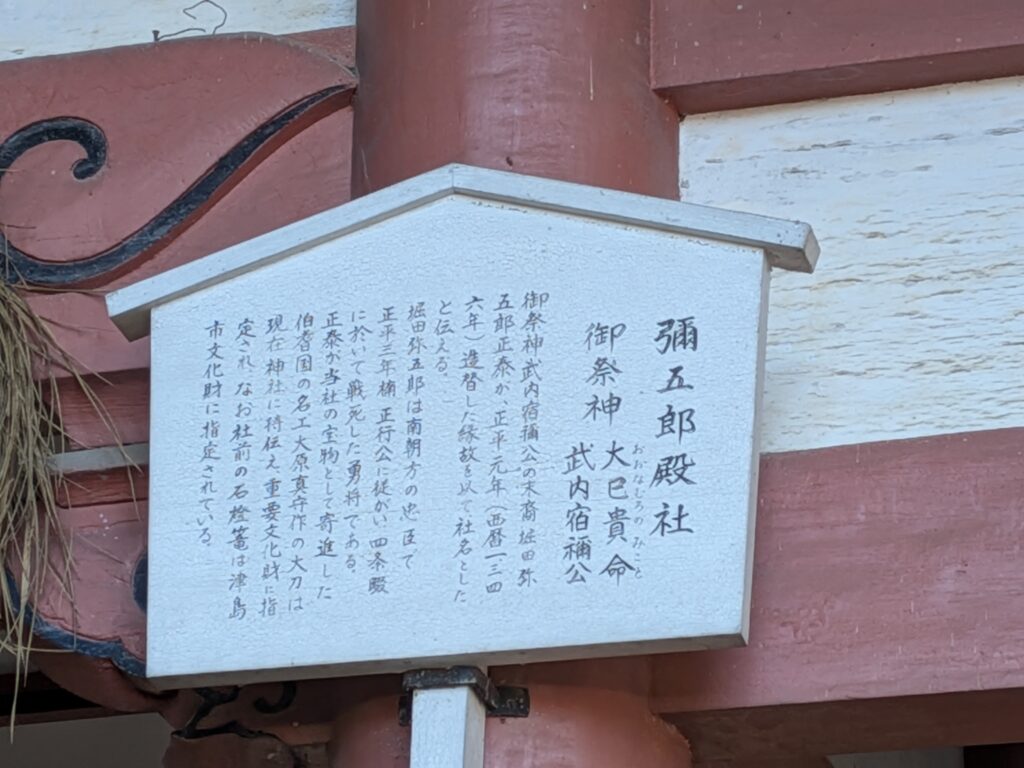 彌五郎殿社
おおなむちのみこと
御祭神 大巳貴命
武内宿禰公
御祭神武内宿禰公の末裔堀田弥
五郎正泰が、正平元年(西暦一三四
六年)造替した縁故を以て社名とした
と伝える。
堀田弥五郎は南朝方の忠臣で
正平三年楠 正行公に従がい四条畷
に於いて戦死した勇将である。
正泰が当社の宝物として寄進した
伯耆国の名工大原真守作の大刀は
現在神社に持伝え重要文化財に指
定され なお社前の石燈篭は津島
市文化財に指定されている。